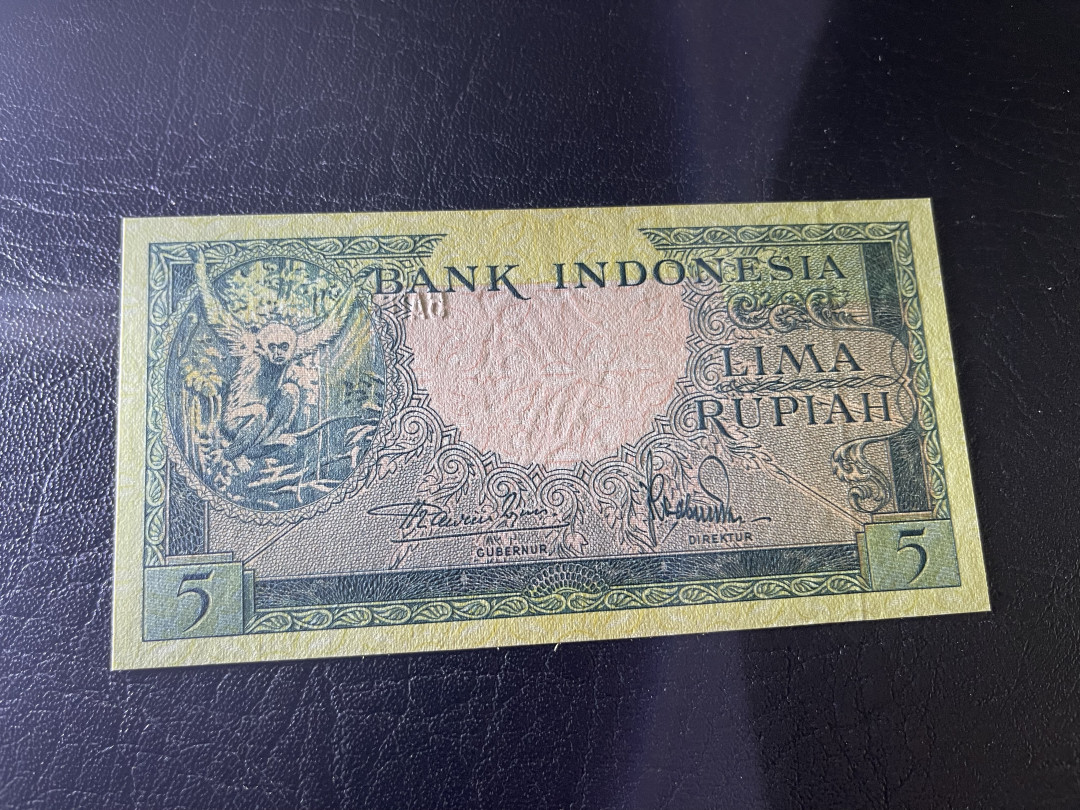 BANK INDONESIA
LIMA
RUPIAH
GUBERNUR,
DIREKTUR
5
5